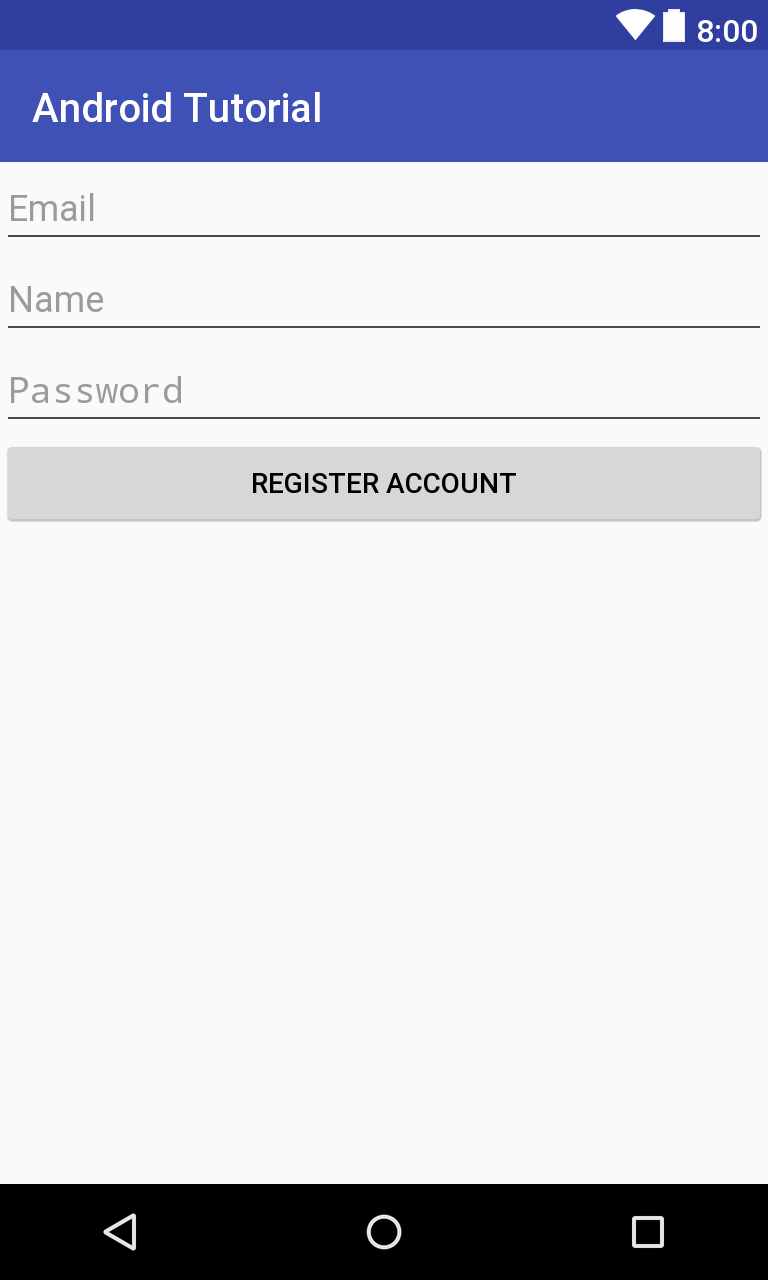 8:00
Android Tutorial
Email
Name
Password
REGISTER ACCOUNT